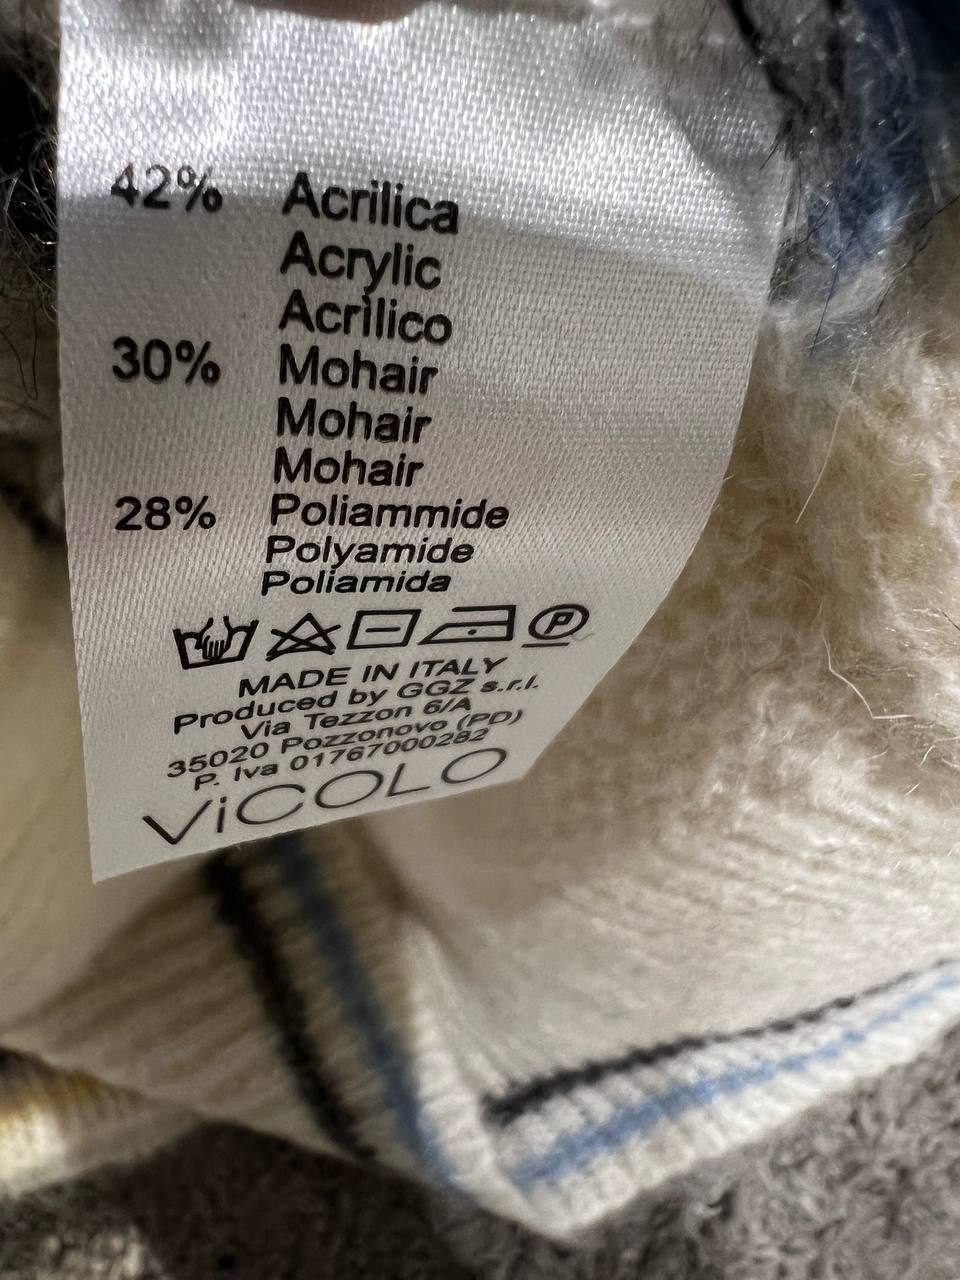 42% Acrilica
Acrylic
Acrìlico
30% Mohair
Mohair
Mohair
28% Poliammide
Polyamide
Poliamida
P
MADE IN ITALY
Produced by GGZ s.r.l.
Via Tezzon 6/A
35020 Pozzonovo (PD)
P. Iva 01767000282
ViCOLO